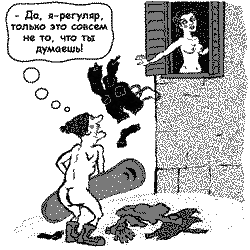 - Да, я-регуляр,
только это совсем
не то, что ты
думаешь!